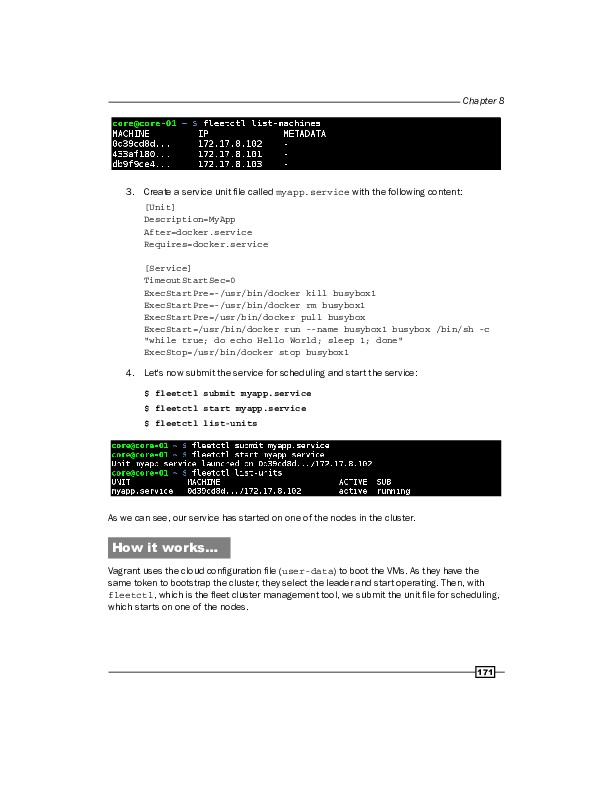 Chapter 8
core@core-01 ~ $ fleetctl list-machines
MACHINE IP METADATA
0c39cd8d... 172.17.8.102 -
433af180... 172.17.8.101 -
db9f9ce4... 172.17.8.103 -
3. Create a service unit file called myapp.service with the following content:
[Unit]
Description=MyApp
After=docker.service
Requires=docker.service
[Service]
TimeoutStartSec=0
ExecStartPre=-/usr/bin/docker kill busybox1
ExecStartPre=-/usr/bin/docker rm busybox1
ExecStartPre=/usr/bin/docker pull busybox
ExecStart=/usr/bin/docker run --name busybox1 busybox /bin/sh -c
"while true; do echo Hello World; sleep 1; done"
ExecStop=/usr/bin/docker stop busybox1
4. Let's now submit the service for scheduling and start the service:
$ fleetctl submit myapp.service
$ fleetctl start myapp.service
$ fleetctl list-units
core@core-01 ~ $ fleetctl submit myapp.service
core@core-01 ~ $ fleetctl start myapp.service
Unit myapp.service launched on 0d39cd8d.../172.17.8.102
core@core-01 ~ $ fleetctl list-units
UNIT MACHINE ACTIVE SUB
myapp.service 0d39cd8d.../172.17.8.102 active running
As we can see, our service has started on one of the nodes in the cluster.
How it works...
Vagrant uses the cloud configuration file (user-data) to boot the VMs. As they have the
same token to bootstrap the cluster, they select the leader and start operating. Then, with
fleetctl, which is the fleet cluster management tool, we submit the unit file for scheduling,
which starts on one of the nodes.
171